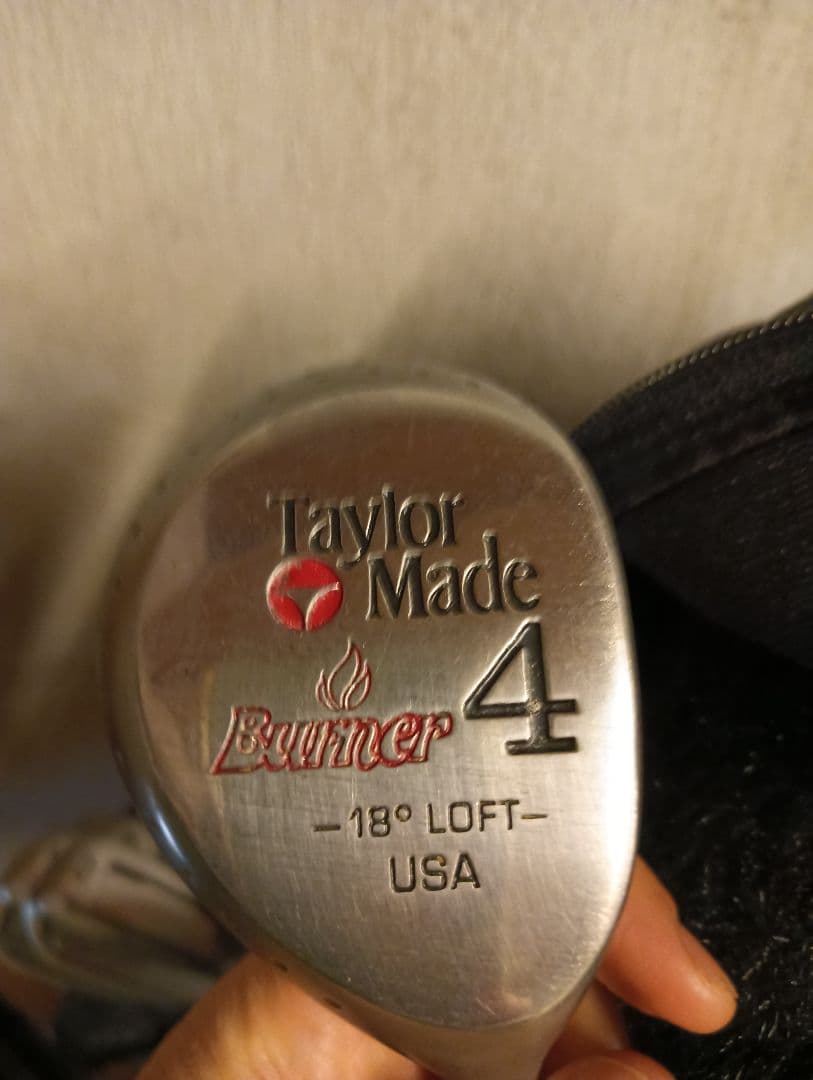 Taylor
Made
4
Burner
-18° LOFT-
USA